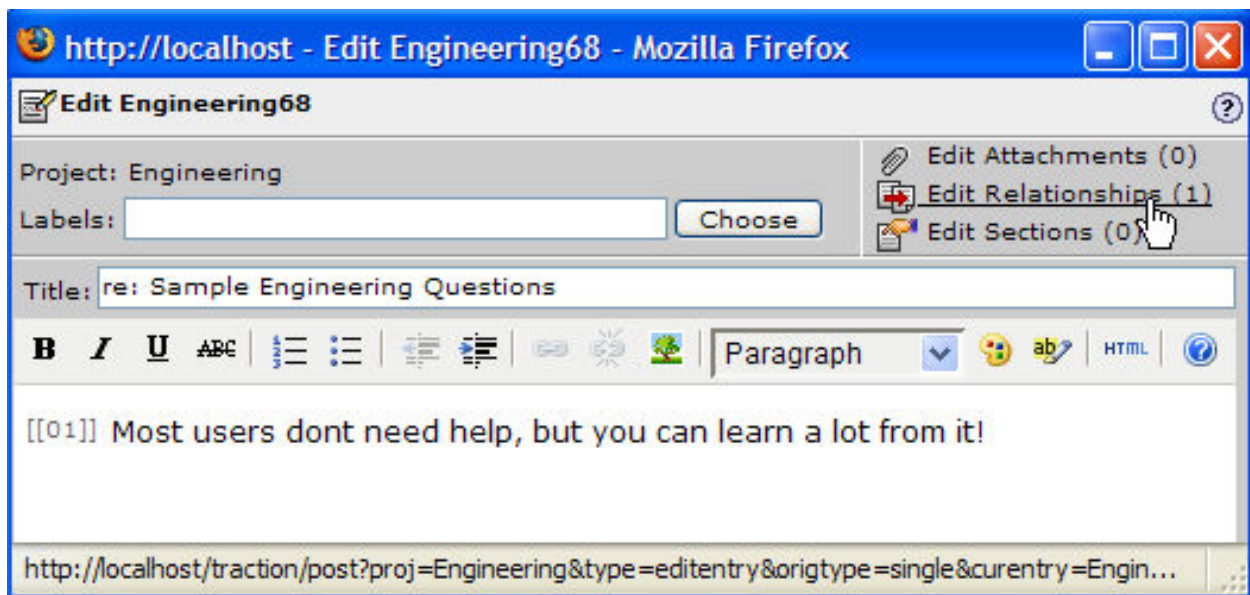 http://localhost - Edit Engineering68 - Mozilla Firefox
Edit Engineering68
?
Project: Engineering
Labels:
Choose
Edit Attachments (0)
Edit Relationships (1)
Edit Sections (0)
Title: re: Sample Engineering Questions
B I U ABC Paragraph ab HTML ?
[[01]] Most users dont need help, but you can learn a lot from it!
http://localhost/traction/post?proj=Engineering&type=editentry&origtype=single&curentry=Engin...